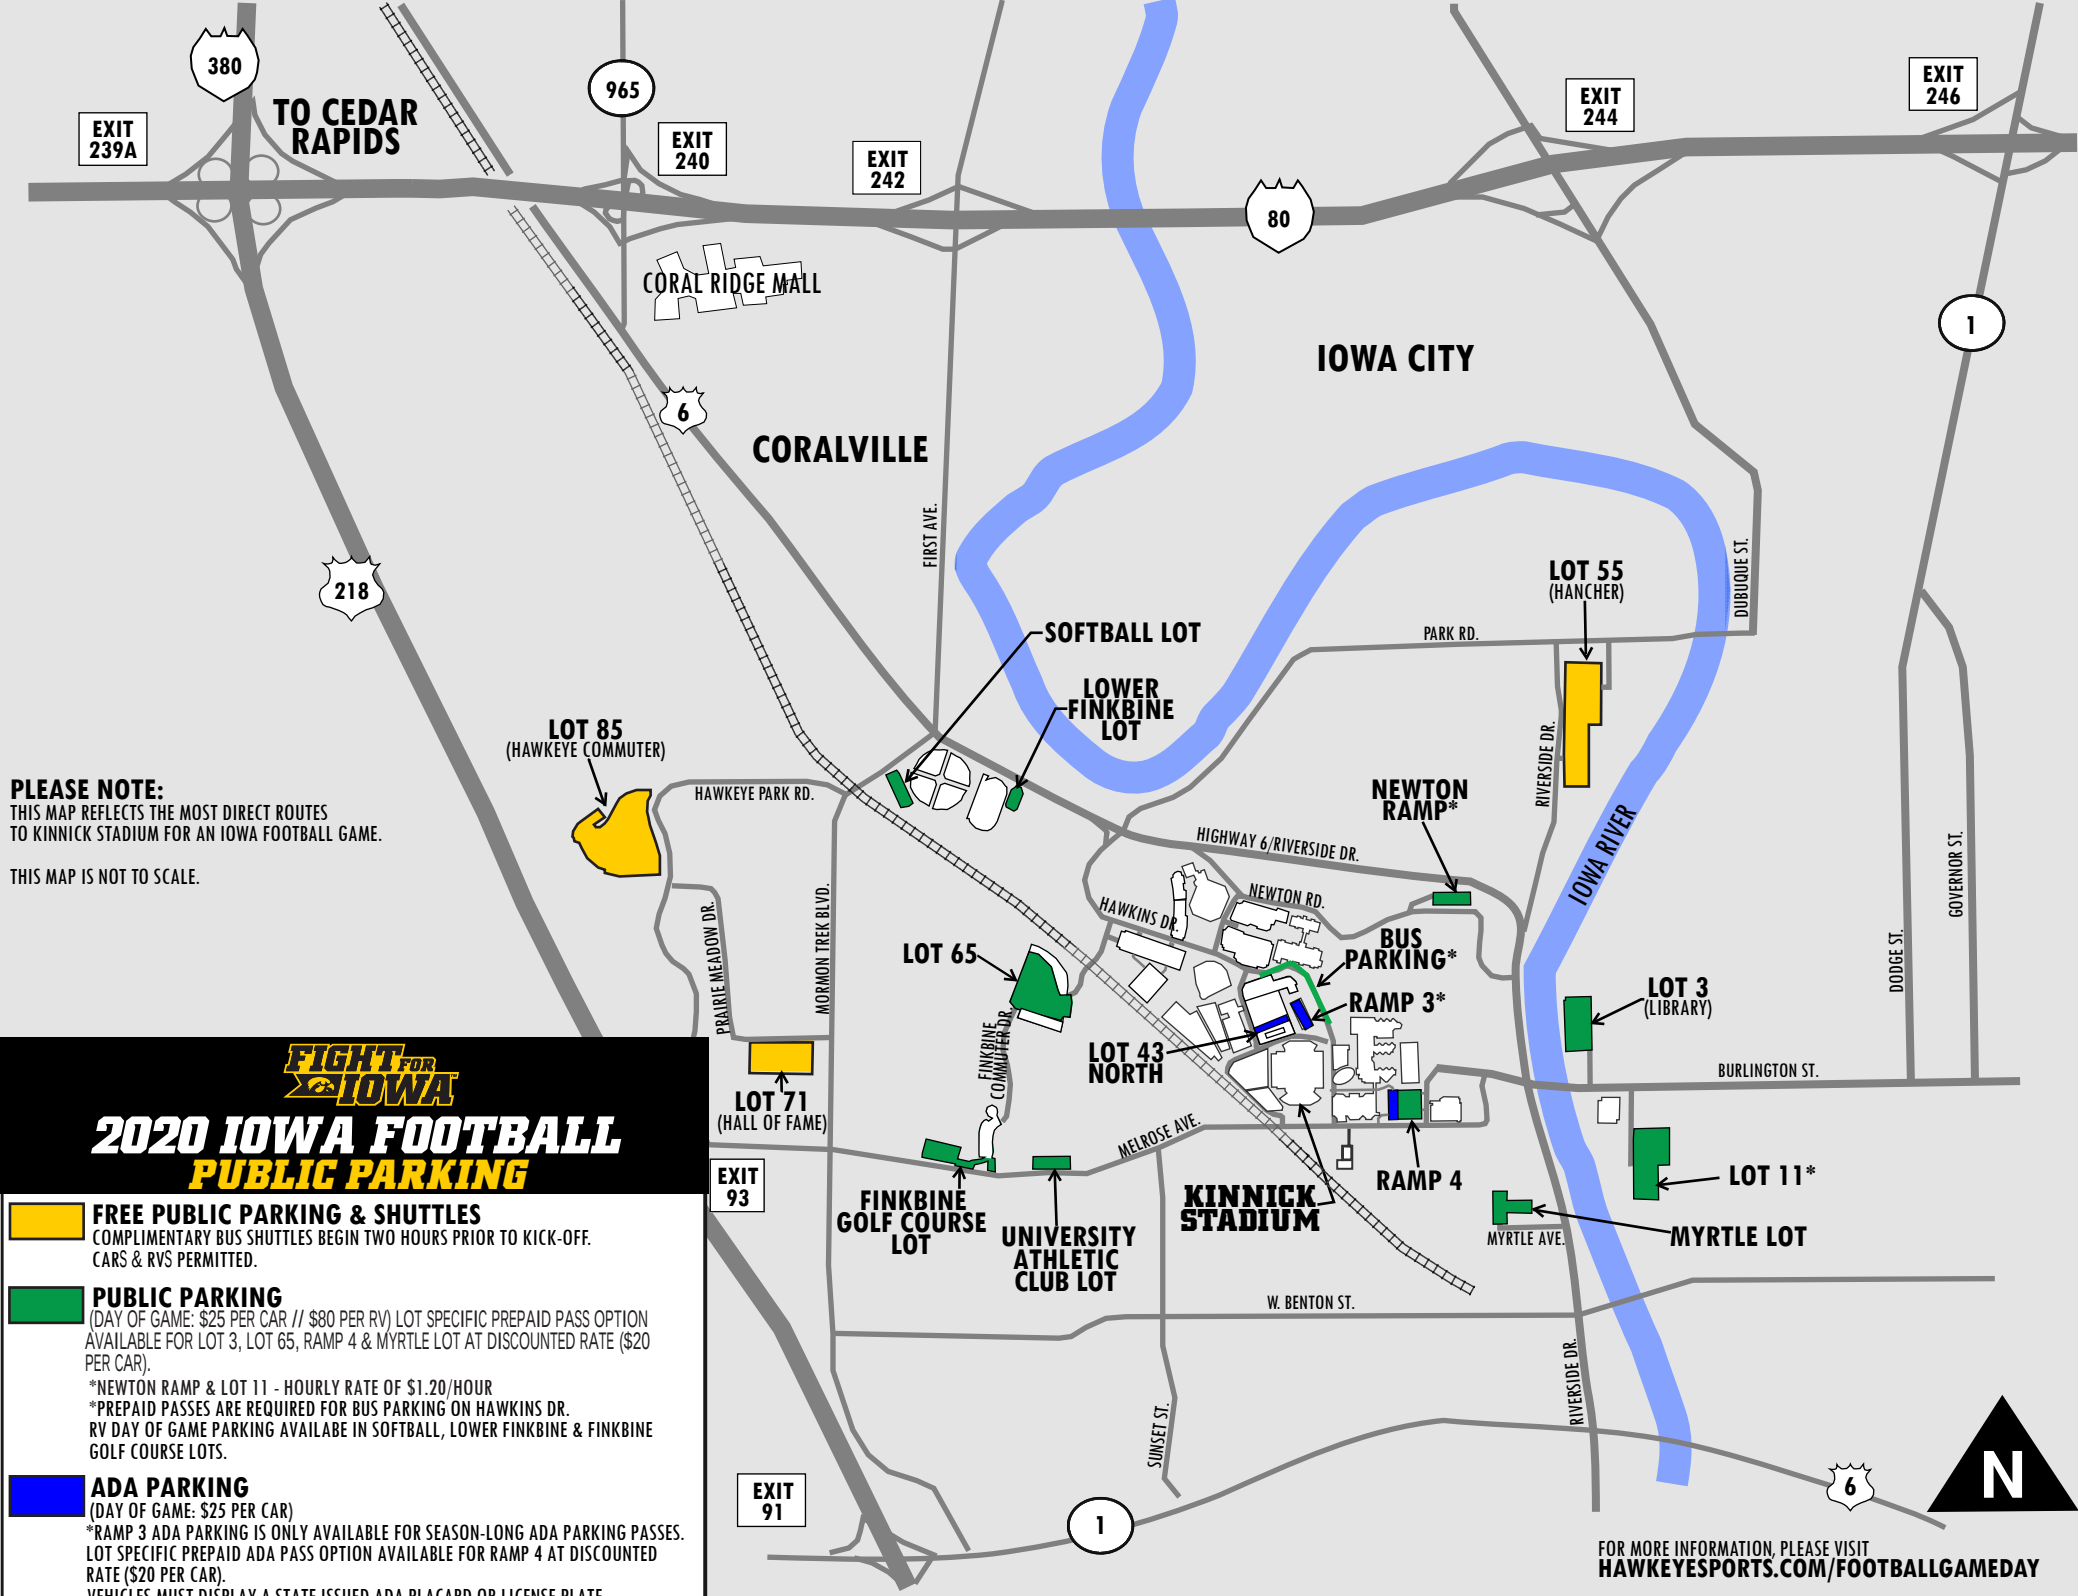 380
TO CEDAR
RAPIDS
EXIT
239A
965
EXIT
240
EXIT
242
EXIT
244
EXIT
246
80
1
CORAL RIDGE MALL
IOWA CITY
6
CORALVILLE
FIRST AVE.
218
DUBUQUE ST.
LOT 55
(HANCHER)
PARK RD.
SOFTBALL LOT
LOWER
FINKBINE
LOT
LOT 85
(HAWKEYE COMMUTER)
HAWKEYE PARK RD.
RIVERSIDE DR.
NEWTON
RAMP*
IOWA RIVER
HIGHWAY 6/RIVERSIDE DR.
PLEASE NOTE:
THIS MAP REFLECTS THE MOST DIRECT ROUTES
TO KINNICK STADIUM FOR AN IOWA FOOTBALL GAME.
THIS MAP IS NOT TO SCALE.
GOVERNOR ST.
DODGE ST.
NEWTON RD.
HAWKINS DR.
PRAIRIE MEADOW DR.
MORMON TREK BLVD.
LOT 65
BUS
PARKING*
RAMP 3*
LOT 3
(LIBRARY)
LOT 43
NORTH
FINKBINE
COMMUTER DR.
BURLINGTON ST.
LOT 71
(HALL OF FAME)
MELROSE AVE.
RAMP 4
LOT 11*
EXIT
93
FINKBINE
GOLF COURSE
LOT
UNIVERSITY
ATHLETIC
CLUB LOT
KINNICK
STADIUM
MYRTLE AVE.
MYRTLE LOT
W. BENTON ST.
RIVERSIDE DR.
SUNSET ST.
EXIT
91
1
6
N
FOR MORE INFORMATION, PLEASE VISIT
HAWKEYESPORTS.COM/FOOTBALLGAMEDAY
FIGHT FOR
IOWA
TM
2020 IOWA FOOTBALL
PUBLIC PARKING
FREE PUBLIC PARKING & SHUTTLES
COMPLIMENTARY BUS SHUTTLES BEGIN TWO HOURS PRIOR TO KICK-OFF.
CARS & RVS PERMITTED.
PUBLIC PARKING
(DAY OF GAME: $25 PER CAR // $80 PER RV) LOT SPECIFIC PREPAID PASS OPTION
AVAILABLE FOR LOT 3, LOT 65, RAMP 4 & MYRTLE LOT AT DISCOUNTED RATE ($20
PER CAR).
*NEWTON RAMP & LOT 11 - HOURLY RATE OF $1.20/HOUR
*PREPAID PASSES ARE REQUIRED FOR BUS PARKING ON HAWKINS DR.
RV DAY OF GAME PARKING AVAILABE IN SOFTBALL, LOWER FINKBINE & FINKBINE
GOLF COURSE LOTS.
ADA PARKING
(DAY OF GAME: $25 PER CAR)
*RAMP 3 ADA PARKING IS ONLY AVAILABLE FOR SEASON-LONG ADA PARKING PASSES.
LOT SPECIFIC PREPAID ADA PASS OPTION AVAILABLE FOR RAMP 4 AT DISCOUNTED
RATE ($20 PER CAR).
VEHICLES MUST DISPLAY A STATE ISSUED ADA PLACARD OR LICENSE PLATE